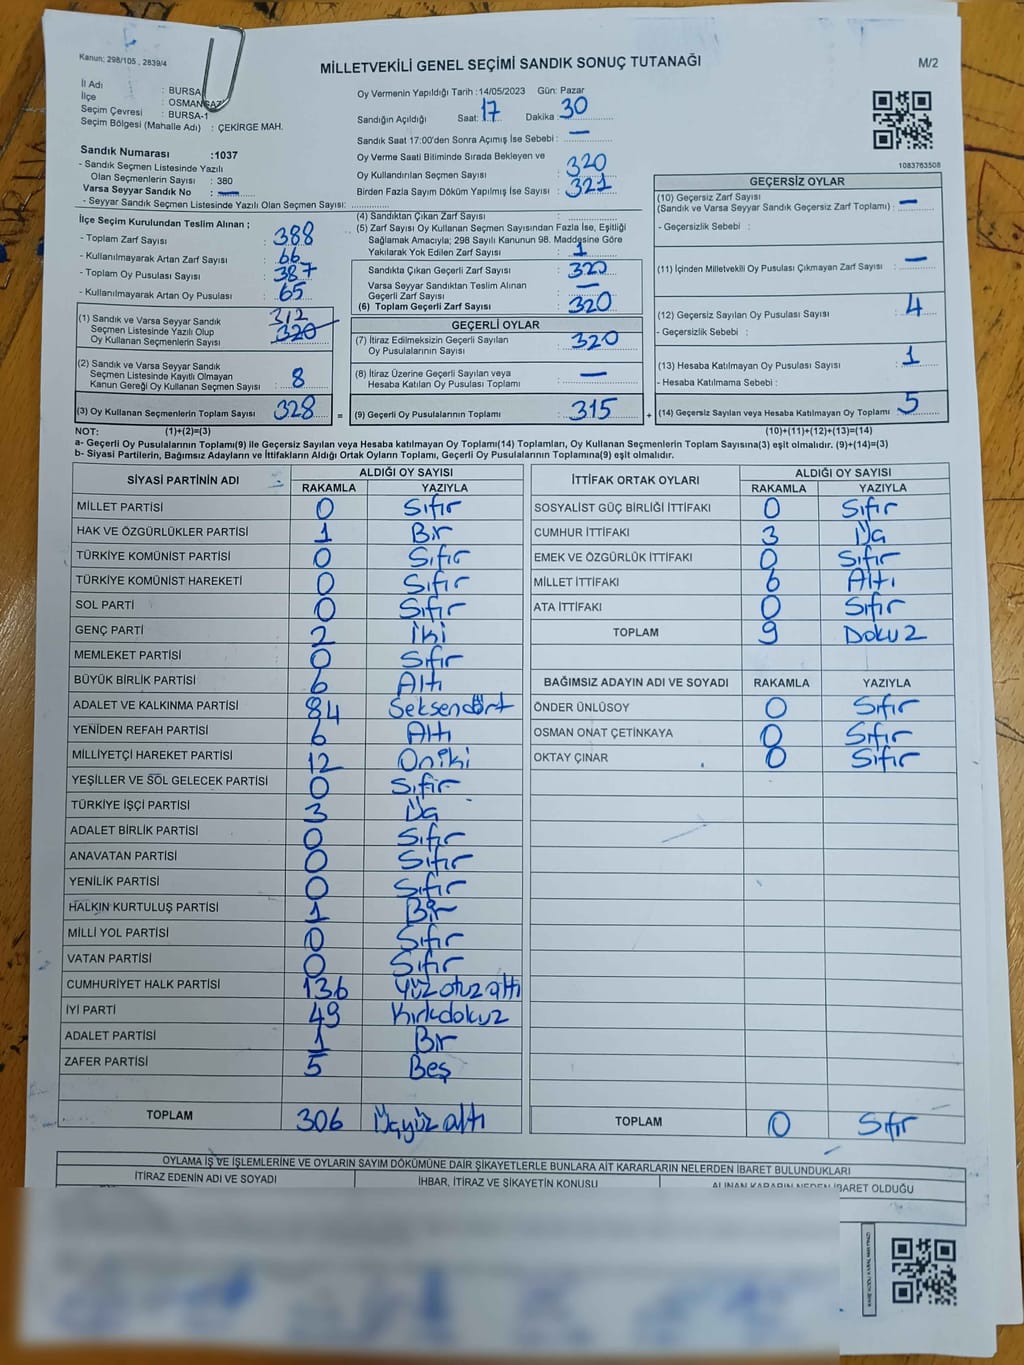 Kanun; 298/105 , 2839/4
MİLLETVEKİLİ GENEL SEÇİMİ SANDIK SONUÇ TUTANAĞI
M/2
İl Adı : BURSA
İlçe : OSMANGAZİ
Seçim Çevresi : BURSA-1
Seçim Bölgesi (Mahalle Adı) : ÇEKİRGE MAH.
Sandık Numarası :1037
- Sandık Seçmen Listesinde Yazılı
Olan Seçmenlerin Sayısı : 380
Varsa Seyyar Sandık No : —
- Seyyar Sandık Seçmen Listesinde Yazılı Olan Seçmen Sayısı:
Oy Vermenin Yapıldığı Tarih :14/05/2023 Gün: Pazar
Sandığın Açıldığı Saat: 17 Dakika : 30
Sandık Saat 17:00'den Sonra Açımış İse Sebebi : —
Oy Verme Saati Bitiminde Sırada Bekleyen ve
Oy Kullandırılan Seçmen Sayısı : 320
Birden Fazla Sayım Döküm Yapılmış İse Sayısı : 321
1083763508
İlçe Seçim Kurulundan Teslim Alınan ;
- Toplam Zarf Sayısı : 388
- Kullanılmayarak Artan Zarf Sayısı : 66
- Toplam Oy Pusulası Sayısı : 387
- Kullanılmayarak Artan Oy Pusulası : 65
(1) Sandık ve Varsa Seyyar Sandık 312
Seçmen Listesinde Yazılı Olup 320
Oy Kullanan Seçmenlerin Sayısı
(2) Sandık ve Varsa Seyyar Sandık
Seçmen Listesinde Kayıtlı Olmayan
Kanun Gereği Oy Kullanan Seçmen Sayısı : 8
(3) Oy Kullanan Seçmenlerin Toplam Sayısı : 328
(4) Sandıktan Çıkan Zarf Sayısı :
(5) Zarf Sayısı Oy Kullanan Seçmen Sayısından Fazla İse, Eşitliği
Sağlamak Amacıyla; 298 Sayılı Kanunun 98. Maddesine Göre
Yakılarak Yok Edilen Zarf Sayısı : 1
Sandıkta Çıkan Geçerli Zarf Sayısı : 320
Varsa Seyyar Sandıktan Teslim Alınan
Geçerli Zarf Sayısı : —
(6) Toplam Geçerli Zarf Sayısı : 320
GEÇERLİ OYLAR
(7) İtiraz Edilmeksizin Geçerli Sayılan
Oy Pusulalarının Sayısı : 320
(8) İtiraz Üzerine Geçerli Sayılan veya
Hesaba Katılan Oy Pusulası Toplamı : —
= (9) Geçerli Oy Pusulalarının Toplamı : 315
GEÇERSİZ OYLAR
(10) Geçersiz Zarf Sayısı
(Sandık ve Varsa Seyyar Sandık Geçersiz Zarf Toplamı) : —
- Geçersizlik Sebebi :
(11) İçinden Milletvekili Oy Pusulası Çıkmayan Zarf Sayısı : —
(12) Geçersiz Sayılan Oy Pusulası Sayısı : 4
- Geçersizlik Sebebi :
(13) Hesaba Katılmayan Oy Pusulası Sayısı : 1
- Hesaba Katılmama Sebebi :
+ (14) Geçersiz Sayılan veya Hesaba Katılmayan Oy Toplamı : 5
NOT: (1)+(2)=(3) (10)+(11)+(12)+(13)=(14)
a- Geçerli Oy Pusulalarının Toplamı(9) ile Geçersiz Sayılan veya Hesaba katılmayan Oy Toplamı(14) Toplamları, Oy Kullanan Seçmenlerin Toplam Sayısına(3) eşit olmalıdır. (9)+(14)=(3)
b- Siyasi Partilerin, Bağımsız Adayların ve İttifakların Aldığı Ortak Oyların Toplamı, Geçerli Oy Pusulalarının Toplamına(9) eşit olmalıdır.
SİYASİ PARTİNİN ADI ALDIĞI OY SAYISI
RAKAMLA YAZIYLA
MİLLET PARTİSİ 0 Sıfır
HAK VE ÖZGÜRLÜKLER PARTİSİ 1 Bir
TÜRKİYE KOMÜNİST PARTİSİ 0 Sıfır
TÜRKİYE KOMÜNİST HAREKETİ 0 Sıfır
SOL PARTİ 0 Sıfır
GENÇ PARTİ 2 İki
MEMLEKET PARTİSİ 0 Sıfır
BÜYÜK BİRLİK PARTİSİ 6 Altı
ADALET VE KALKINMA PARTİSİ 84 Seksendört
YENİDEN REFAH PARTİSİ 6 Altı
MİLLİYETÇİ HAREKET PARTİSİ 12 Oniki
YEŞİLLER VE SOL GELECEK PARTİSİ 0 Sıfır
TÜRKİYE İŞÇİ PARTİSİ 3 Üç
ADALET BİRLİK PARTİSİ 0 Sıfır
ANAVATAN PARTİSİ 0 Sıfır
YENİLİK PARTİSİ 0 Sıfır
HALKIN KURTULUŞ PARTİSİ 1 Bir
MİLLİ YOL PARTİSİ 0 Sıfır
VATAN PARTİSİ 0 Sıfır
CUMHURİYET HALK PARTİSİ 136 Yüzotuzaltı
İYİ PARTİ 49 Kırkdokuz
ADALET PARTİSİ 1 Bir
ZAFER PARTİSİ 5 Beş
TOPLAM 306 Üçyüzaltı
İTTİFAK ORTAK OYLARI ALDIĞI OY SAYISI
RAKAMLA YAZIYLA
SOSYALİST GÜÇ BİRLİĞİ İTTİFAKI 0 Sıfır
CUMHUR İTTİFAKI 3 Üç
EMEK VE ÖZGÜRLÜK İTTİFAKI 0 Sıfır
MİLLET İTTİFAKI 6 Altı
ATA İTTİFAKI 0 Sıfır
TOPLAM 9 Dokuz
BAĞIMSIZ ADAYIN ADI VE SOYADI RAKAMLA YAZIYLA
ÖNDER ÜNLÜSOY 0 Sıfır
OSMAN ONAT ÇETİNKAYA 0 Sıfır
OKTAY ÇINAR 0 Sıfır
TOPLAM 0 Sıfır
OYLAMA İŞ VE İŞLEMLERİNE VE OYLARIN SAYIM DÖKÜMÜNE DAİR ŞİKAYETLERLE BUNLARA AİT KARARLARIN NELERDEN İBARET BULUNDUKLARI
İTİRAZ EDENİN ADI VE SOYADI İHBAR, İTİRAZ VE ŞİKAYETİN KONUSU ALINAN KARARIN NEDEN İBARET OLDUĞU